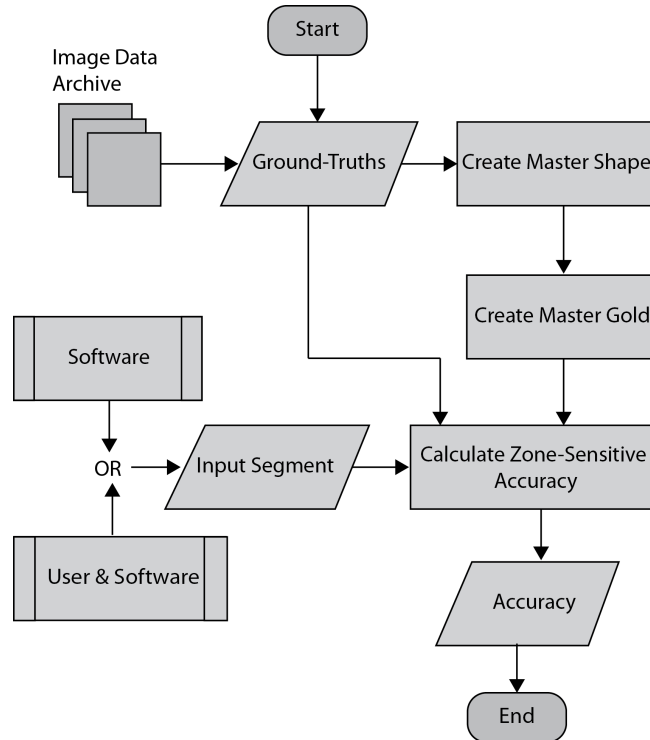 Start
Image Data
Archive
Ground-Truths
Create Master Shape
Create Master Gold
Software
OR
Input Segment
Calculate Zone-Sensitive
Accuracy
User & Software
Accuracy
End